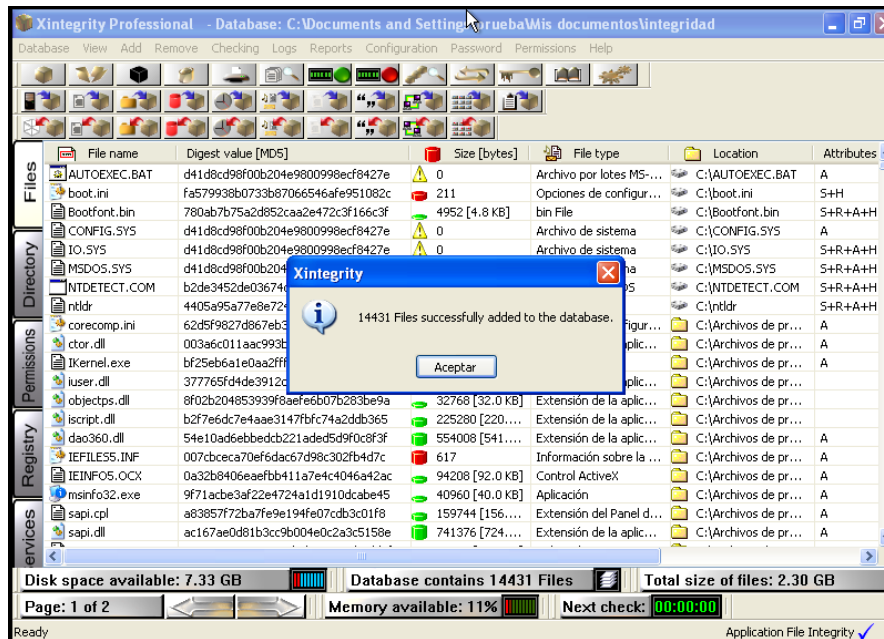 Xintegrity Professional - Database: C:\Documents and Setting prueba\Mis documentos\integridad
Database View Add Remove Checking Logs Reports Configuration Password Permissions Help
File name Digest value [MD5] Size [bytes] File type Location Attributes
AUTOEXEC.BAT d41d8cd98f00b204e9800998ecf8427e 0 Archivo por lotes MS-... C:\AUTOEXEC.BAT A
boot.ini fa579938b0733b87066546afe951082c 211 Opciones de configur... C:\boot.ini S+H
Bootfont.bin 780ab7b75a2d852caa2e472c3f166c3f 4952 [4.8 KB] bin File C:\Bootfont.bin S+R+A+H
CONFIG.SYS d41d8cd98f00b204e9800998ecf8427e 0 Archivo de sistema C:\CONFIG.SYS A
IO.SYS d41d8cd98f00b204e9800998ecf8427e 0 Archivo de sistema C:\IO.SYS S+R+A+H
MSDOS.SYS d41d8cd98f00b204 C:\MSDOS.SYS S+R+A+H
NTDETECT.COM b2de3452de03674 C:\NTDETECT.COM S+R+A+H
ntldr 4405a95a77e8e724 C:\ntldr S+R+A+H
corecomp.ini 62d5f9827d867eb3 figur... C:\Archivos de pr... A
ctor.dll 003a6c011aac993b plic... C:\Archivos de pr... A
IKernel.exe bf25eb6a1e0aa2fff C:\Archivos de pr... A
iuser.dll 377765fd4de3912c plic... C:\Archivos de pr...
objectps.dll 8f02b204853939f8aefe6b07b283be9a 32768 [32.0 KB] Extensión de la aplic... C:\Archivos de pr...
iscript.dll b2f7e6dc7e4aae3147fbfc74a2ddb365 225280 [220.... Extensión de la aplic... C:\Archivos de pr...
dao360.dll 54e10ad6ebbedcb221aded5d9f0c8f3f 554008 [541.... Extensión de la aplic... C:\Archivos de pr... A
IEFILES5.INF 007cbceca70ef6dac67d98c302fb4d7c 617 Información sobre la ... C:\Archivos de pr... A
IEINFO5.OCX 0a32b8406eaefbb411a7e4c4046a42ac 94208 [92.0 KB] Control ActiveX C:\Archivos de pr... A
msinfo32.exe 9f71acbe3af22e4724a1d1910dcabe45 40960 [40.0 KB] Aplicación C:\Archivos de pr... A
sapi.cpl a83857f72ba7fe9e194fe07cdb3c01f8 159744 [156.... Extensión del Panel d... C:\Archivos de pr... A
sapi.dll ac167ae0d81b3cc9b004e0c2a3c5158e 741376 [724.... Extensión de la aplic... C:\Archivos de pr... A
Files
Directory
Permissions
Registry
ervices
Xintegrity
14431 Files successfully added to the database.
Aceptar
Disk space available: 7.33 GB Database contains 14431 Files Total size of files: 2.30 GB
Page: 1 of 2 Memory available: 11% Next check: 00:00:00
Ready Application File Integrity